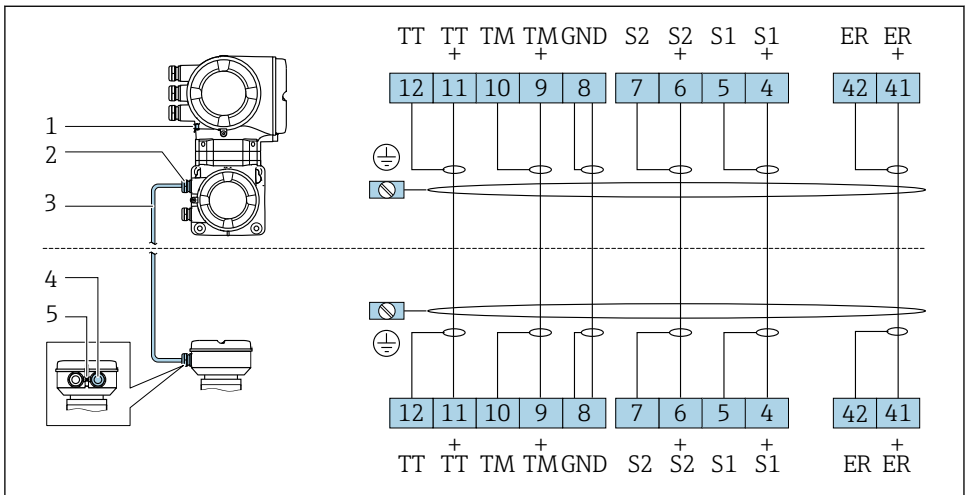 TT TT TM TM GND S2 S2 S1 S1 ER ER
+ + + + +
12 11 10 9 8 7 6 5 4 42 41
1
2
3
4
5
12 11 10 9 8 7 6 5 4 42 41
+ + + + +
TT TT TM TM GND S2 S2 S1 S1 ER ER